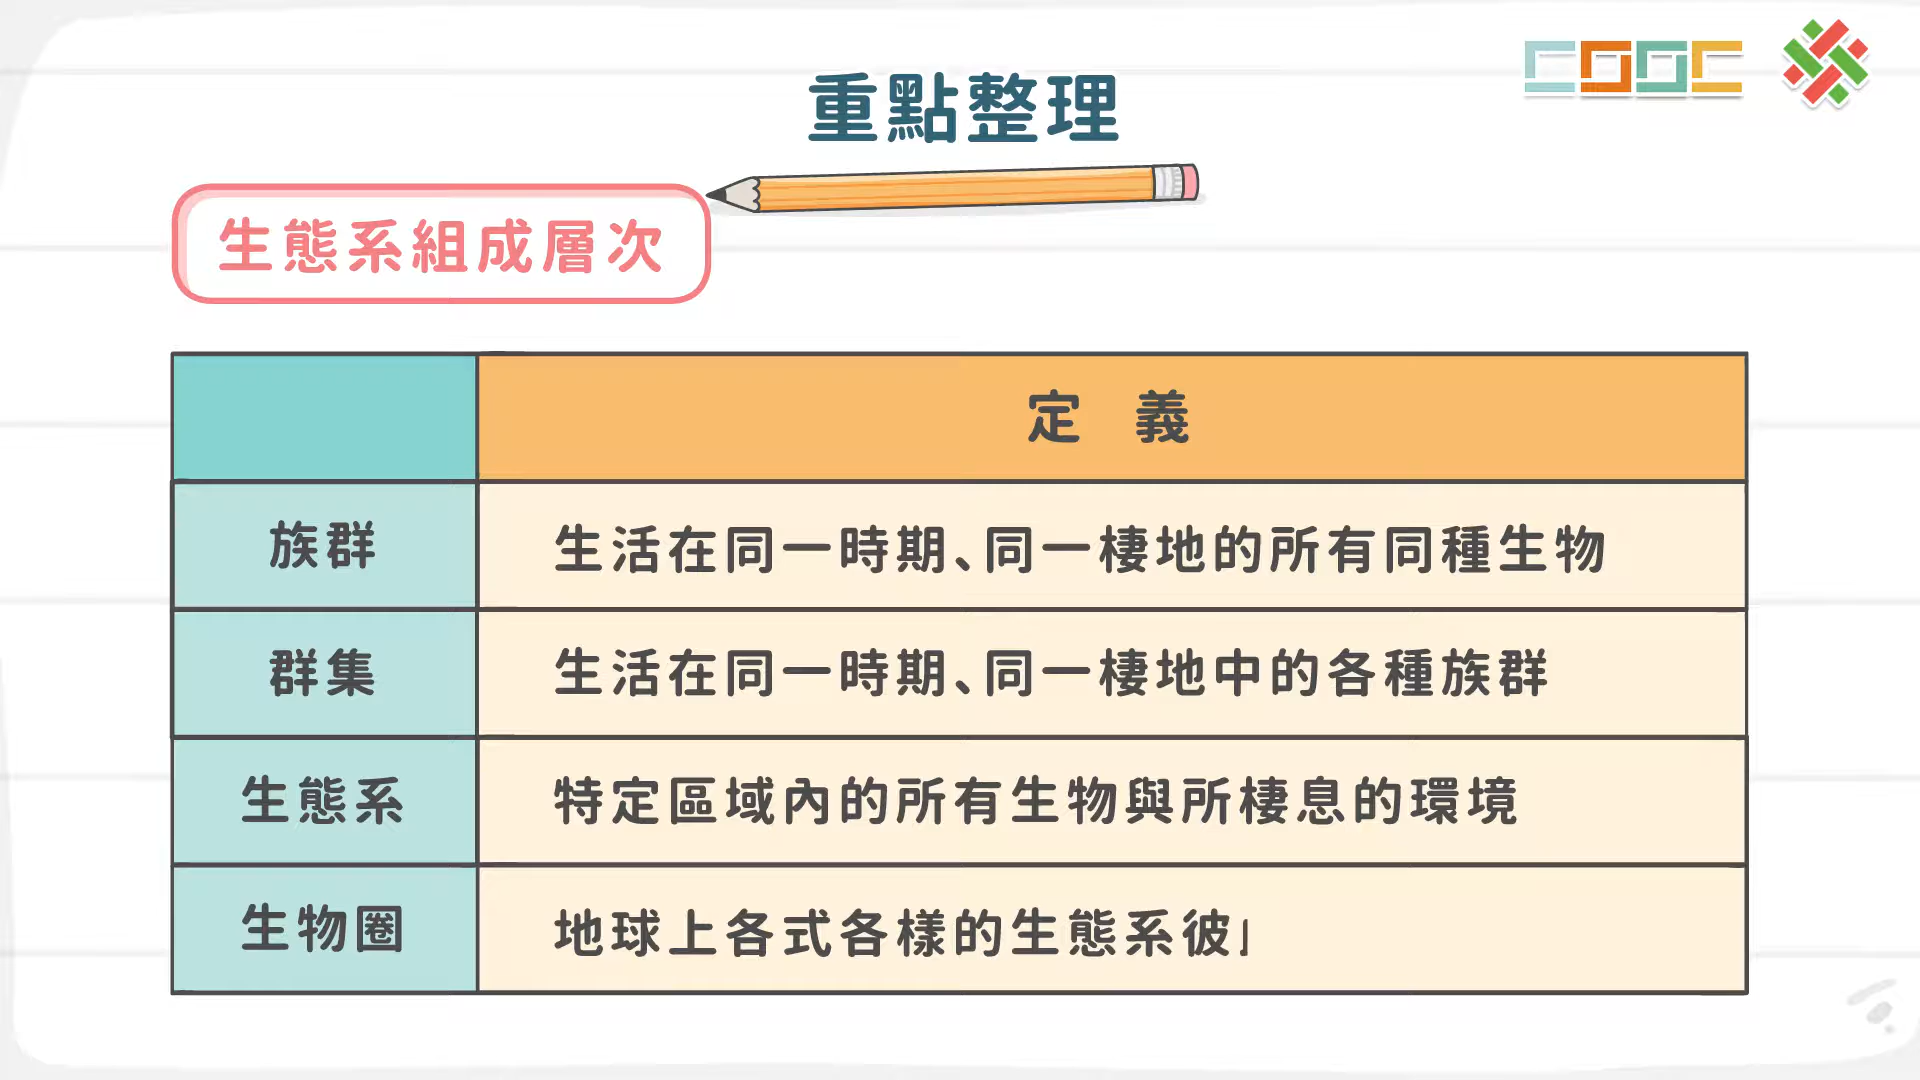 COOC
重點整理
生態系組成層次
定 義
族群
生活在同一時期、同一棲地的所有同種生物
群集
生活在同一時期、同一棲地中的各種族群
生態系
特定區域內的所有生物與所棲息的環境
生物圈
地球上各式各樣的生態系彼